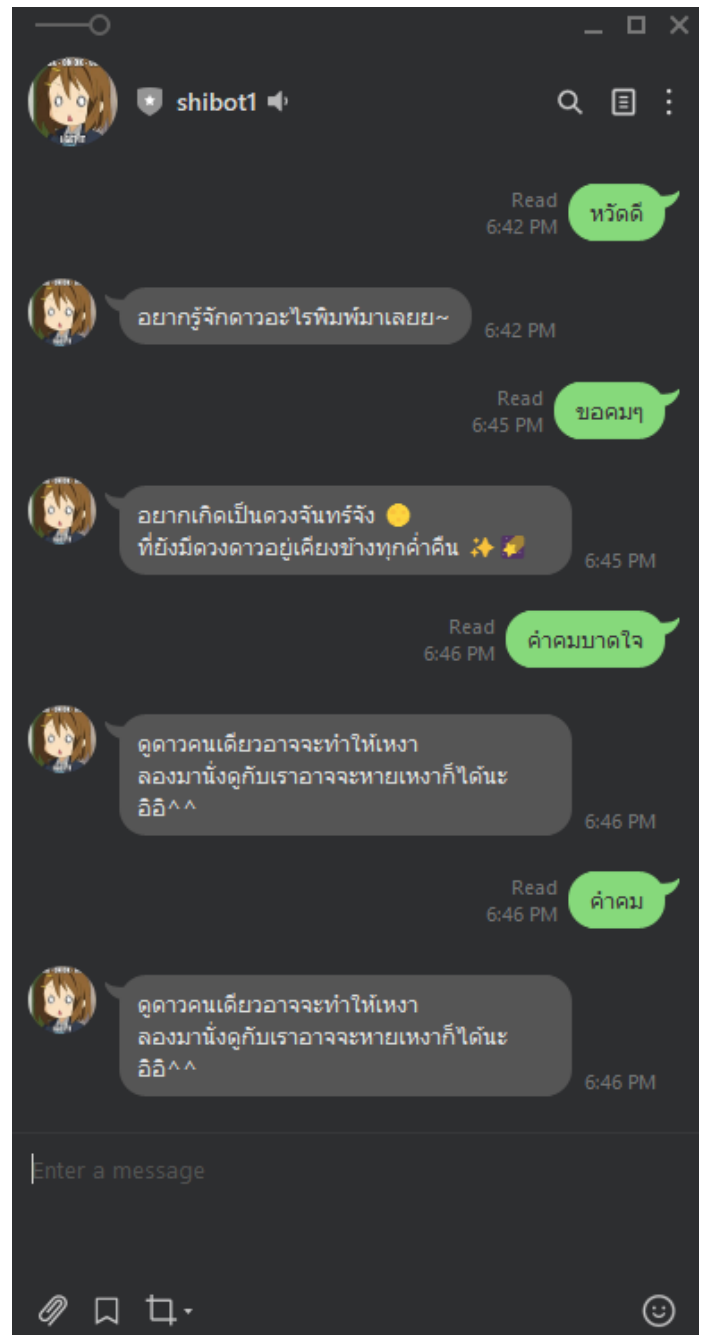 shibot1
Read
6:42 PM
หวัดดี
อยากรู้จักดาวอะไรพิมพ์มาเลยย~
6:42 PM
Read
6:45 PM
ขอคมๆ
อยากเกิดเป็นดวงจันทร์จัง 🌕
ที่ยังมีดวงดาวอยู่เคียงข้างทุกค่ำคืน ✨🌠
6:45 PM
Read
6:46 PM
คำคมบาดใจ
ดูดาวคนเดียวอาจจะทำให้เหงา
ลองมานั่งดูกับเราอาจจะหายเหงาก็ได้นะ
อิอิ^^
6:46 PM
Read
6:46 PM
คำคม
ดูดาวคนเดียวอาจจะทำให้เหงา
ลองมานั่งดูกับเราอาจจะหายเหงาก็ได้นะ
อิอิ^^
6:46 PM
Enter a message